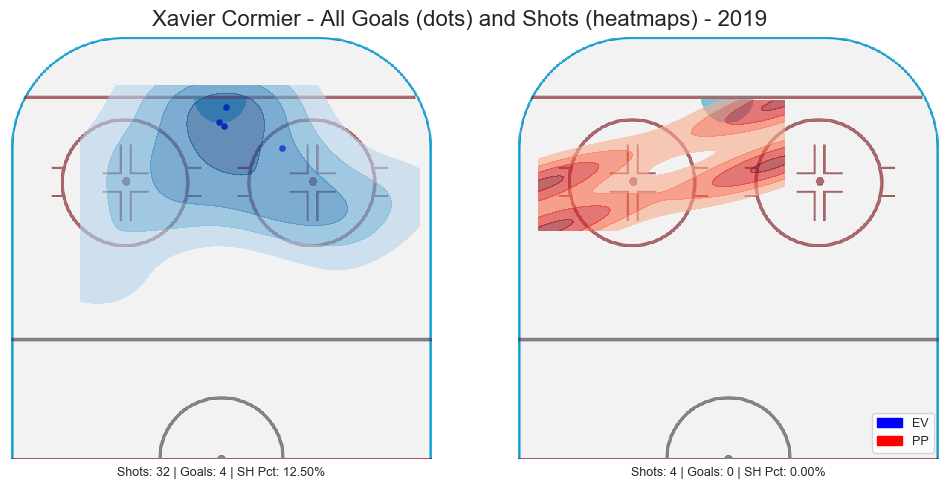 Xavier Cormier - All Goals (dots) and Shots (heatmaps) - 2019
EV
PP
Shots: 32 | Goals: 4 | SH Pct: 12.50%
Shots: 4 | Goals: 0 | SH Pct: 0.00%